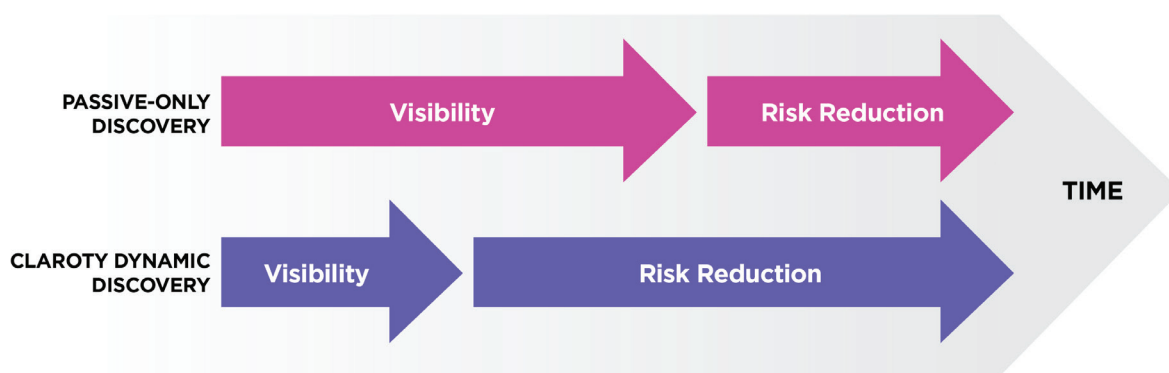 PASSIVE-ONLY
DISCOVERY
Visibility
Risk Reduction
TIME
CLAROTY DYNAMIC
DISCOVERY
Visibility
Risk Reduction